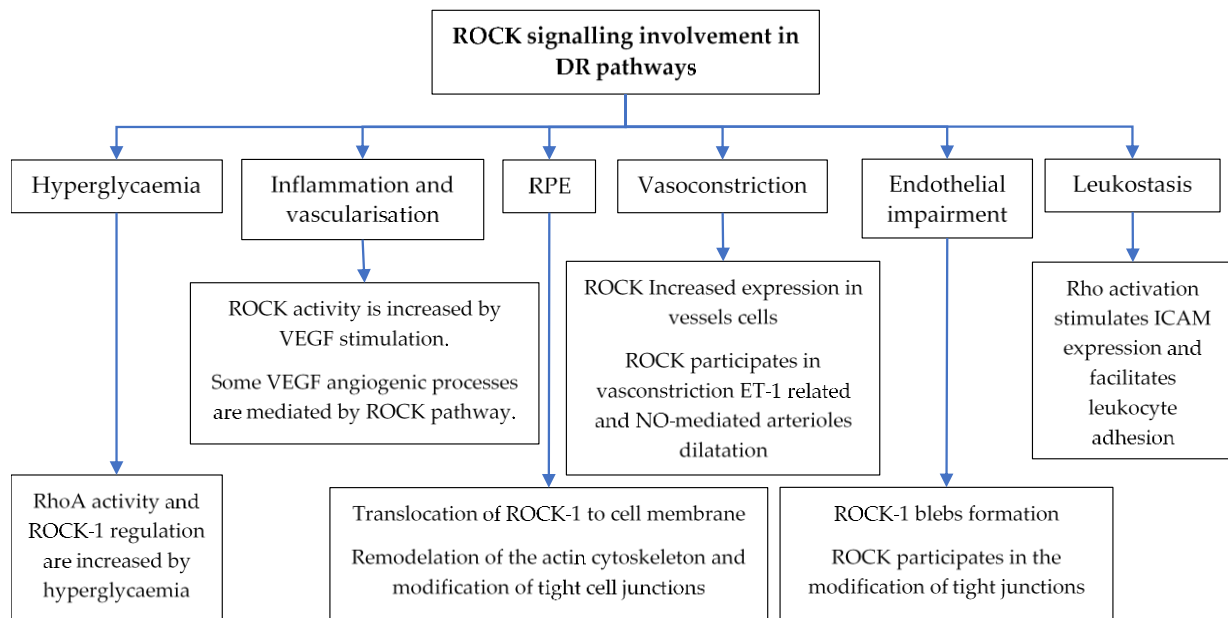 ROCK signalling involvement in
DR pathways
Hyperglycaemia
Inflammation and
vascularisation
RPE
Vasoconstriction
Endothelial
impairment
Leukostasis
ROCK activity is increased by
VEGF stimulation.
Some VEGF angiogenic processes
are mediated by ROCK pathway.
ROCK Increased expression in
vessels cells
ROCK participates in
vasconstriction ET-1 related
and NO-mediated arterioles
dilatation
Rho activation
stimulates ICAM
expression and
facilitates
leukocyte
adhesion
RhoA activity and
ROCK-1 regulation
are increased by
hyperglycaemia
Translocation of ROCK-1 to cell membrane
Remodelation of the actin cytoskeleton and
modification of tight cell junctions
ROCK-1 blebs formation
ROCK participates in the
modification of tight junctions